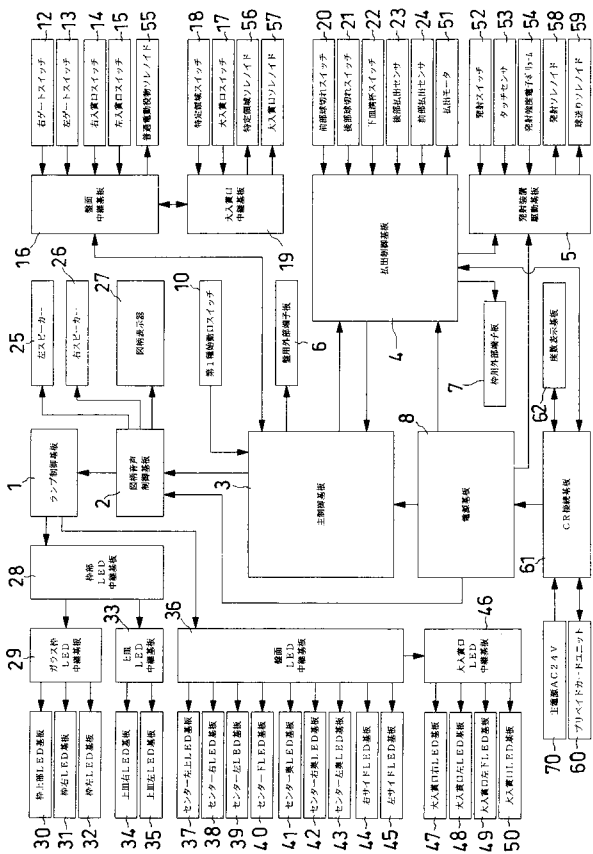 12
右ゲートスイッチ
13
左ゲートスイッチ
14
右入賞口スイッチ
15
左入賞口スイッチ
55
普通電動役物ソレノイド
18
特定領域スイッチ
17
大入賞口スイッチ
56
特定領域ソレノイド
57
大入賞口ソレノイド
20
前部球切れスイッチ
21
後部球切れスイッチ
22
下皿満杯スイッチ
23
後部払出センサ
24
前部払出センサ
51
払出モータ
52
発射スイッチ
53
タッチセンサ
54
発射強度電子ボリューム
58
発射ソレノイド
59
球送りソレノイド
盤面
中継基板
16
大入賞口
中継基板
19
払出制御基板
4
発射装置
駆動基板
5
25
左スピーカー
26
右スピーカー
27
図柄表示器
10
第1種始動口スイッチ
盤用外部端子板
6
枠用外部端子板
7
度数表示基板
62
1
ランプ制御基板
2
図柄音声
制御基板
3
主制御基板
8
電源基板
61
CR接続基板
28
枠部
LED
中継基板
29
ガラス枠
LED
中継基板
33
上皿
LED
中継基板
36
盤面
LED
中継基板
46
大入賞口
LED
中継基板
70
主電源AC24V
60
プリペイドカードユニット
30
枠上部LED基板
31
枠右LED基板
32
枠左LED基板
34
上皿右LED基板
35
上皿左LED基板
37
センター左上LED基板
38
センター右LED基板
39
センター左LED基板
40
センター下LED基板
41
センター奥LED基板
42
センター右奥LED基板
43
センター左奥LED基板
44
右サイドLED基板
45
左サイドLED基板
47
大入賞口右LED基板
48
大入賞口左LED基板
49
大入賞口左下LED基板
50
大入賞口LED基板